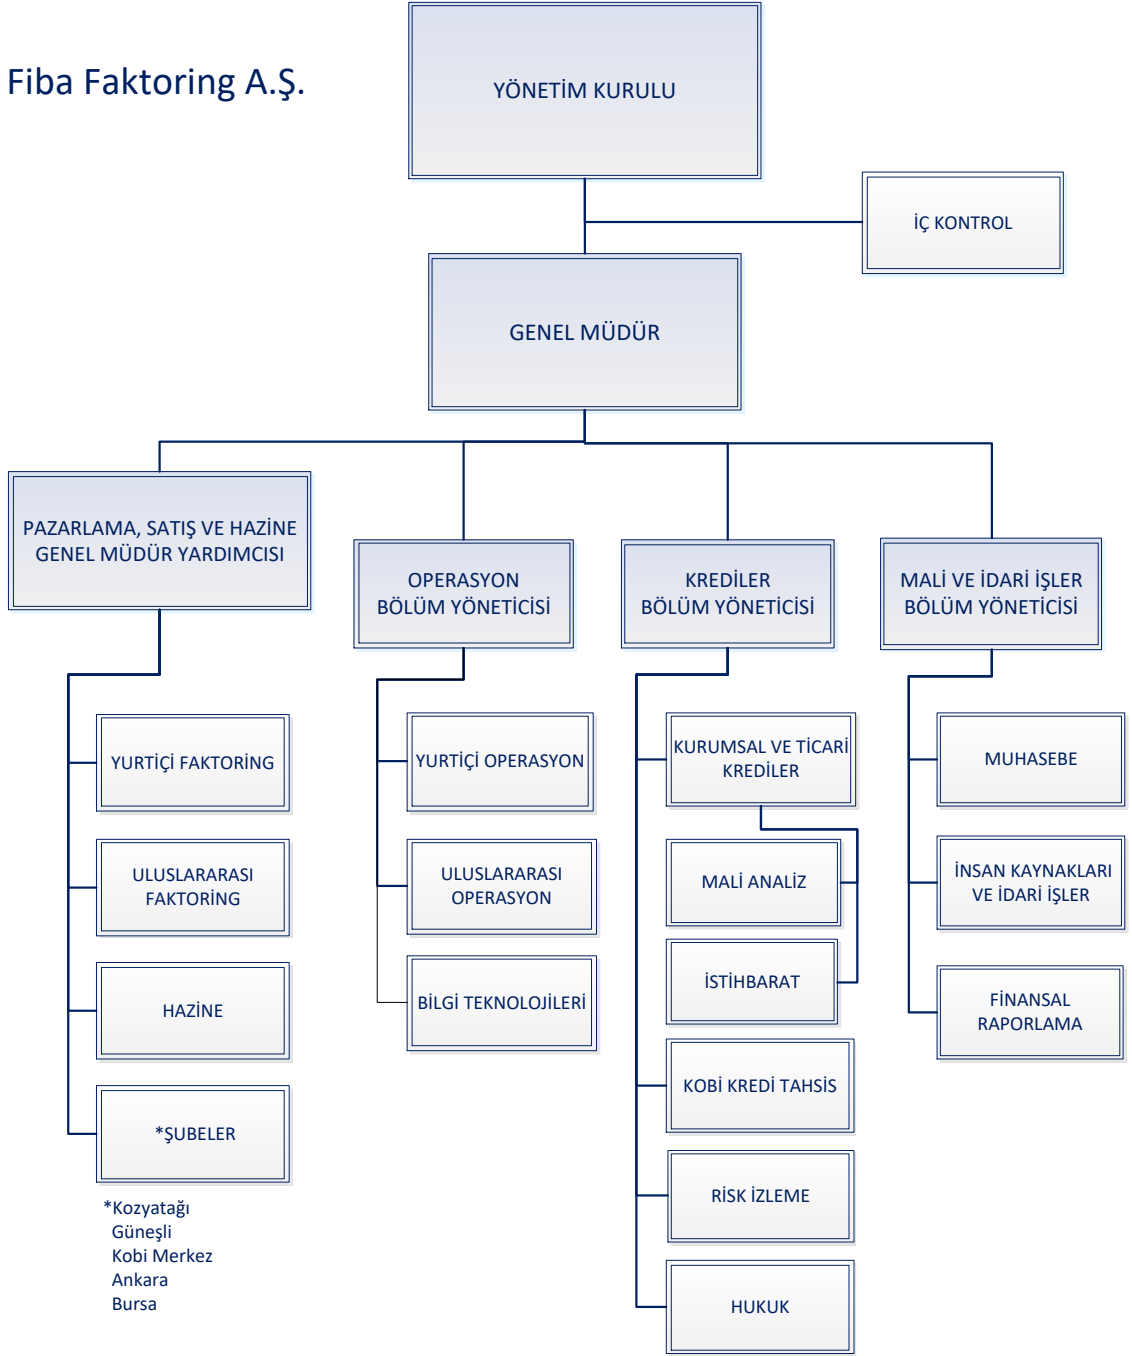 Fiba Faktoring A.Ş.
YÖNETİM KURULU
İÇ KONTROL
GENEL MÜDÜR
PAZARLAMA, SATIŞ VE HAZİNE
GENEL MÜDÜR YARDIMCISI
OPERASYON
BÖLÜM YÖNETİCİSİ
KREDİLER
BÖLÜM YÖNETİCİSİ
MALİ VE İDARİ İŞLER
BÖLÜM YÖNETİCİSİ
YURTİÇİ FAKTORİNG
ULUSLARARASI
FAKTORİNG
HAZİNE
*ŞUBELER
*Kozyatağı
Güneşli
Kobi Merkez
Ankara
Bursa
YURTİÇİ OPERASYON
ULUSLARARASI
OPERASYON
BİLGİ TEKNOLOJİLERİ
KURUMSAL VE TİCARİ
KREDİLER
MALİ ANALİZ
İSTİHBARAT
KOBİ KREDİ TAHSİS
RİSK İZLEME
HUKUK
MUHASEBE
İNSAN KAYNAKLARI
VE İDARİ İŞLER
FİNANSAL
RAPORLAMA